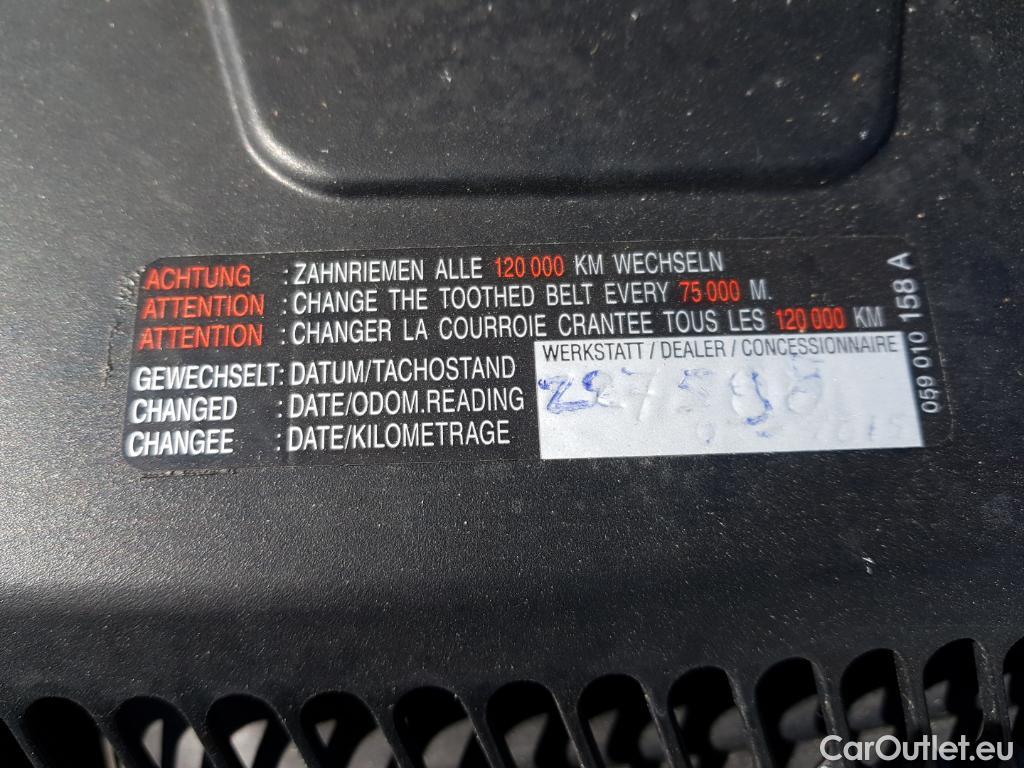 ACHTUNG : ZAHNRIEMEN ALLE 120 000 KM WECHSELN
ATTENTION : CHANGE THE TOOTHED BELT EVERY 75 000 M.
ATTENTION : CHANGER LA COURROIE CRANTEE TOUS LES 120 000 KM
GEWECHSELT: DATUM/TACHOSTAND
CHANGED : DATE/ODOM.READING
CHANGEE : DATE/KILOMETRAGE
WERKSTATT / DEALER / CONCESSIONNAIRE
059 010 158 A
CarOutlet.eu